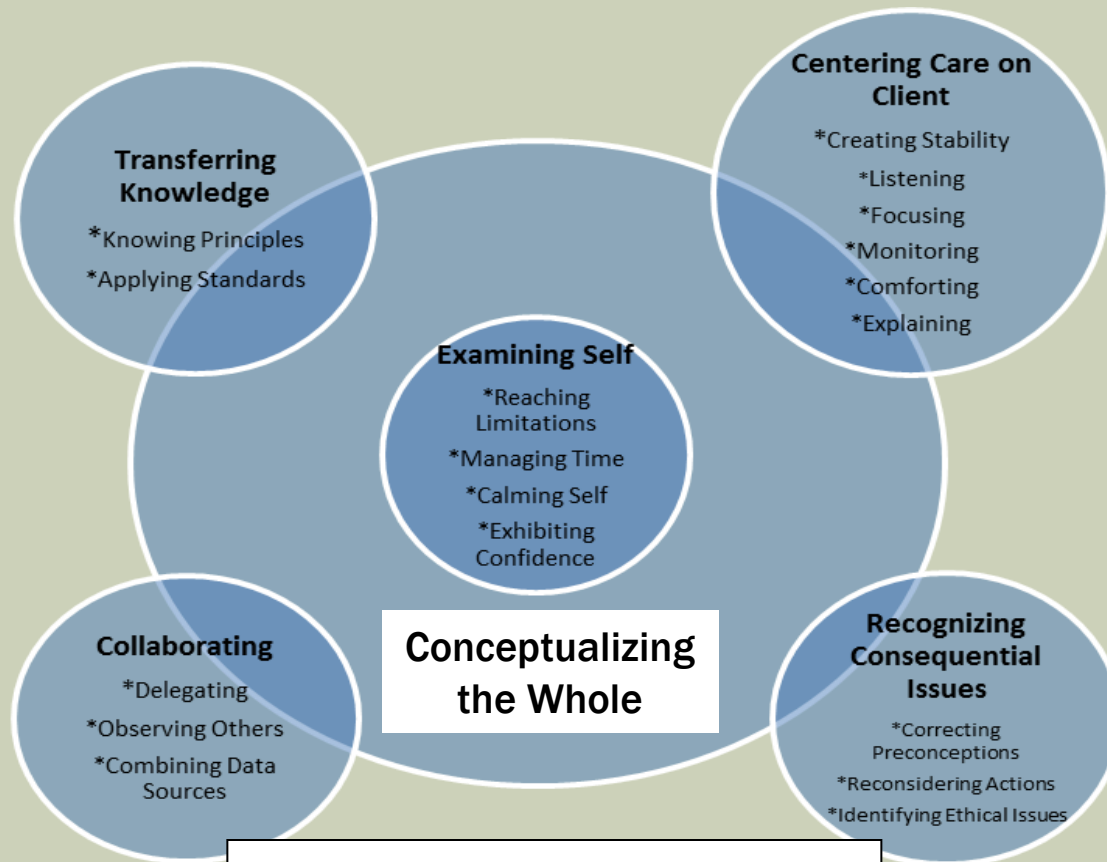 Transferring
Knowledge
*Knowing Principles
*Applying Standards
Centering Care on
Client
*Creating Stability
*Listening
*Focusing
*Monitoring
*Comforting
*Explaining
Examining Self
*Reaching
Limitations
*Managing Time
*Calming Self
*Exhibiting
Confidence
Conceptualizing
the Whole
Collaborating
*Delegating
*Observing Others
*Combining Data
Sources
Recognizing
Consequential
Issues
*Correcting
Preconceptions
*Reconsidering Actions
*Identifying Ethical Issues